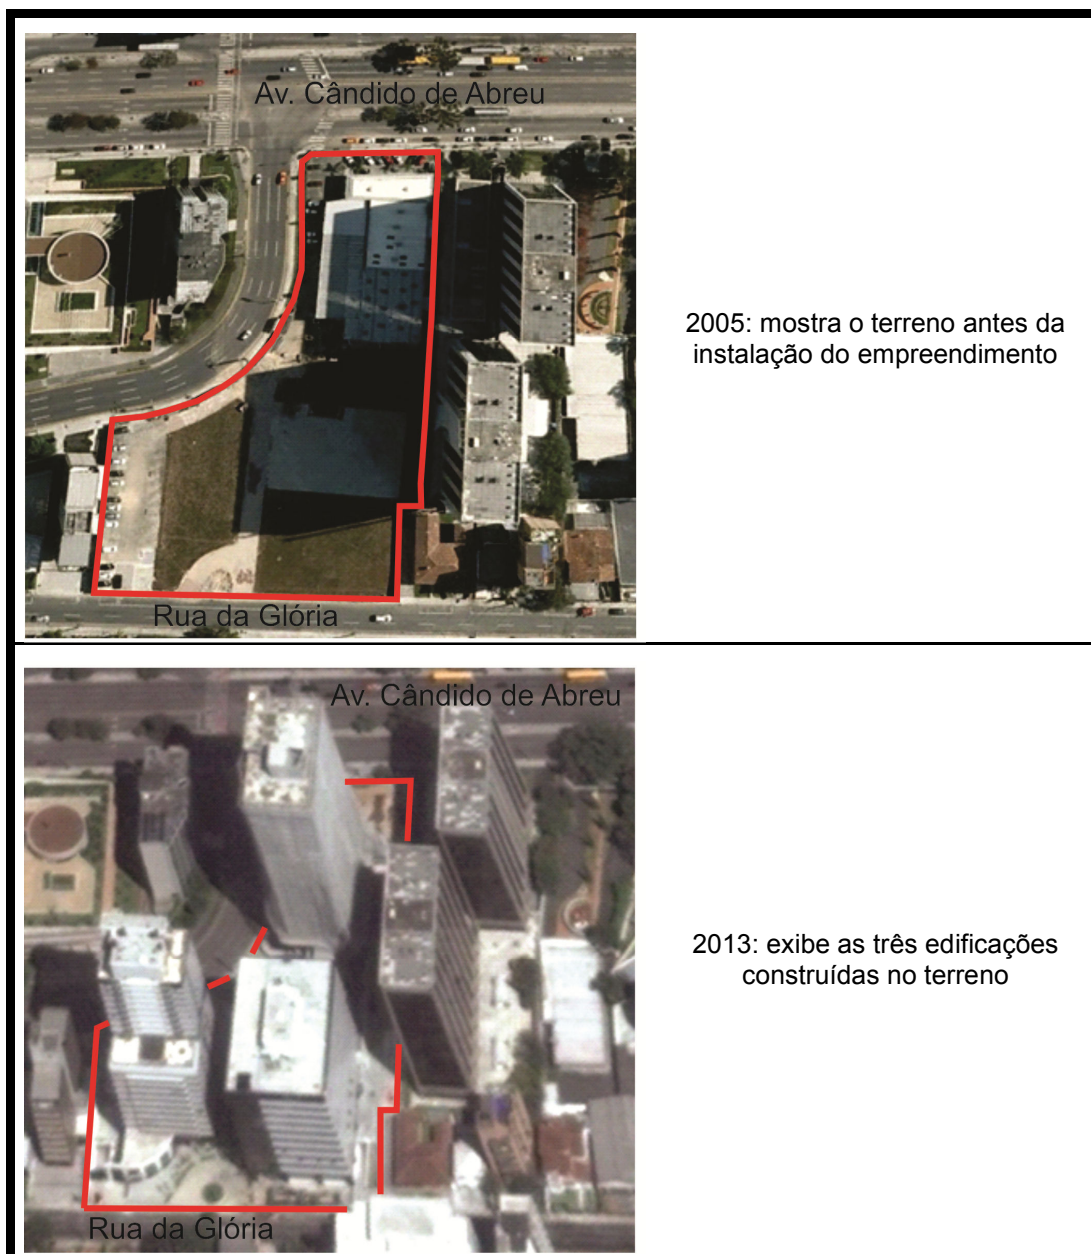 Av. Cândido de Abreu
2005: mostra o terreno antes da
instalação do empreendimento
Rua da Glória
Av. Cândido de Abreu
2013: exibe as três edificações
construídas no terreno
Rua da Glória